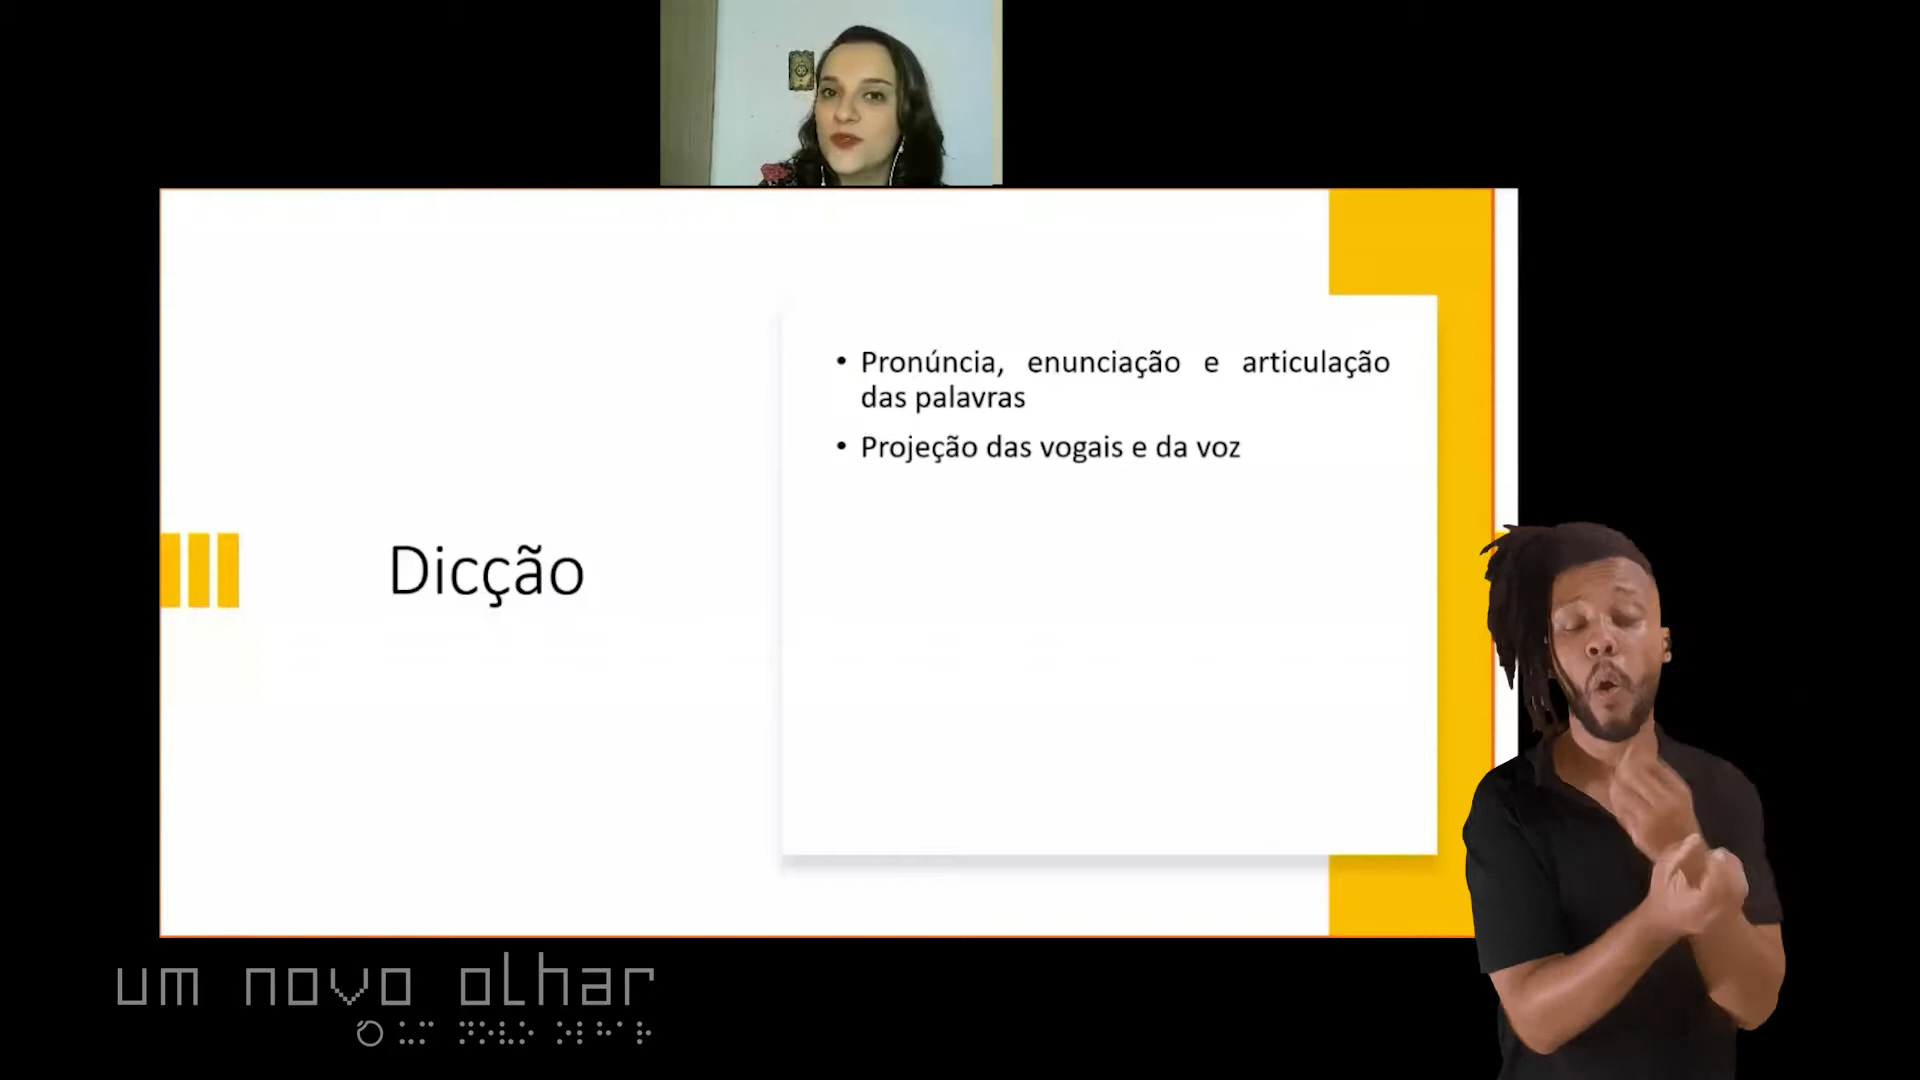 • Pronúncia, enunciação e articulação
das palavras
• Projeção das vogais e da voz
Dicção
um novo olhar